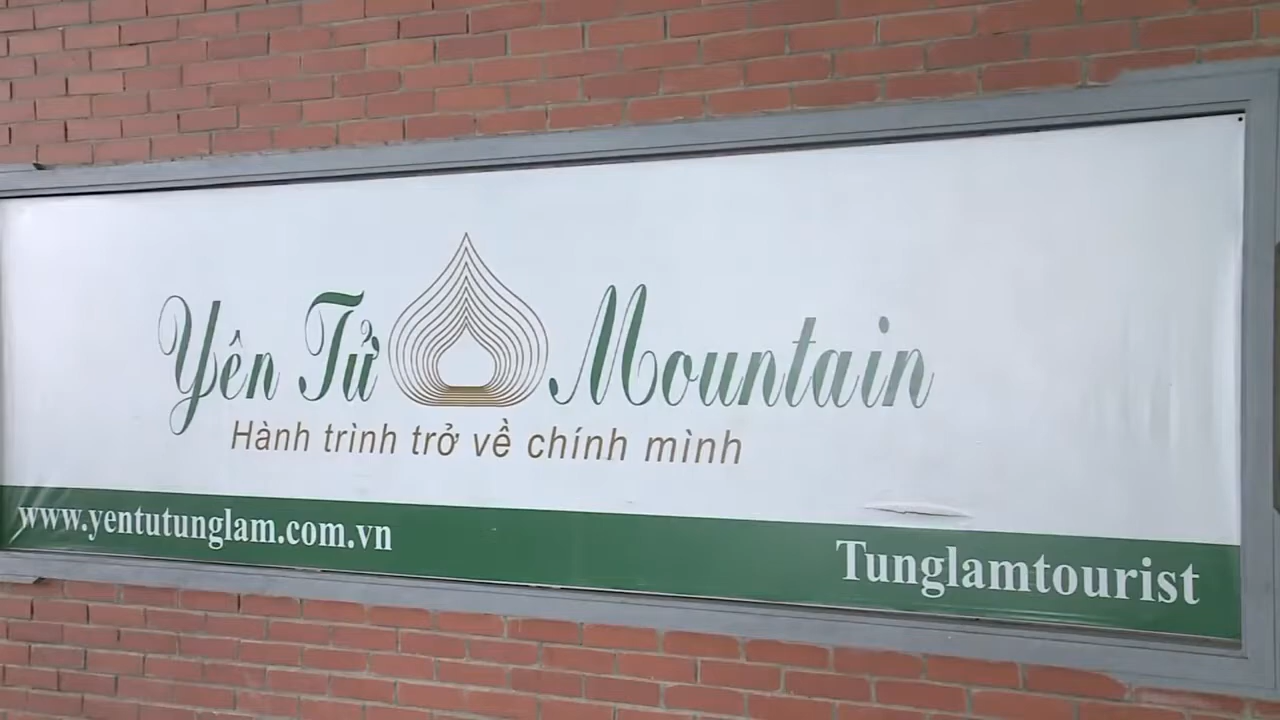 Yên Tử Mountain
Hành trình trở về chính mình
www.yentutunglam.com.vn
Tunglamtourist